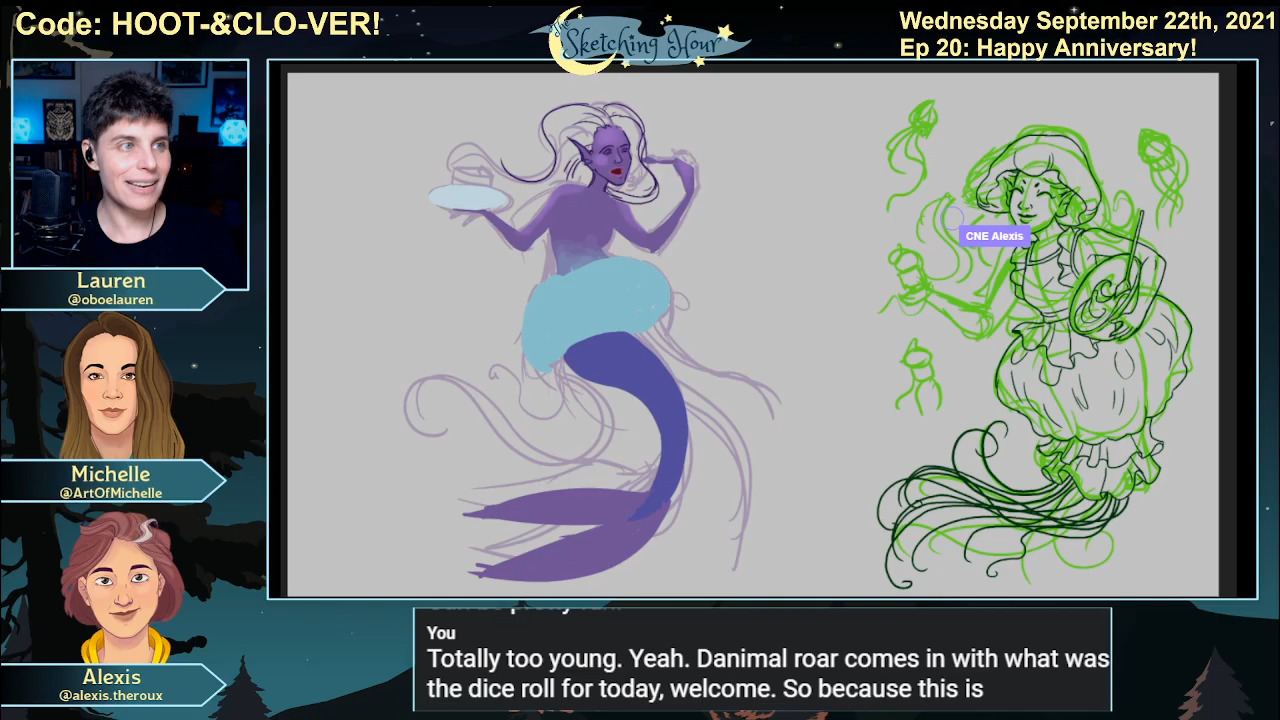 Code: HOOT-&CLO-VER!
The
Sketching Hour
Wednesday September 22th, 2021
Ep 20: Happy Anniversary!
CNE Alexis
Lauren
@oboelauren
Michelle
@ArtOfMichelle
Alexis
@alexis.theroux
You
Totally too young. Yeah. Danimal roar comes in with what was
the dice roll for today, welcome. So because this is